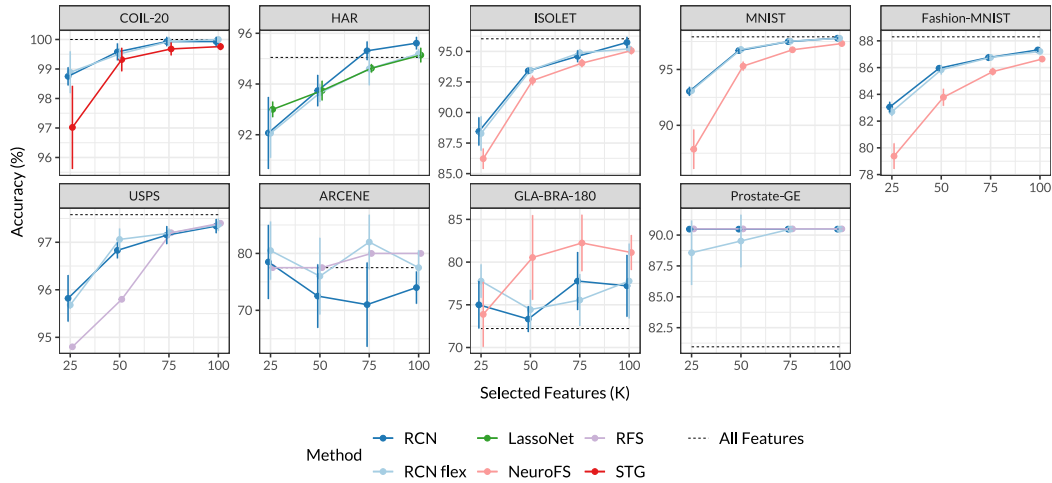 COIL-20 HAR ISOLET MNIST Fashion-MNIST
100 99 98 97 96
96 94 92
95.0 92.5 90.0 87.5 85.0
95 90
88 86 84 82 80 78
25 50 75 100
Accuracy (%)
USPS ARCENE GLA-BRA-180 Prostate-GE
97 96 95
80 70
85 80 75 70
90.0 87.5 85.0 82.5
25 50 75 100 25 50 75 100 25 50 75 100 25 50 75 100
Selected Features (K)
Method
RCN LassoNet RFS All Features
RCN flex NeuroFS STG